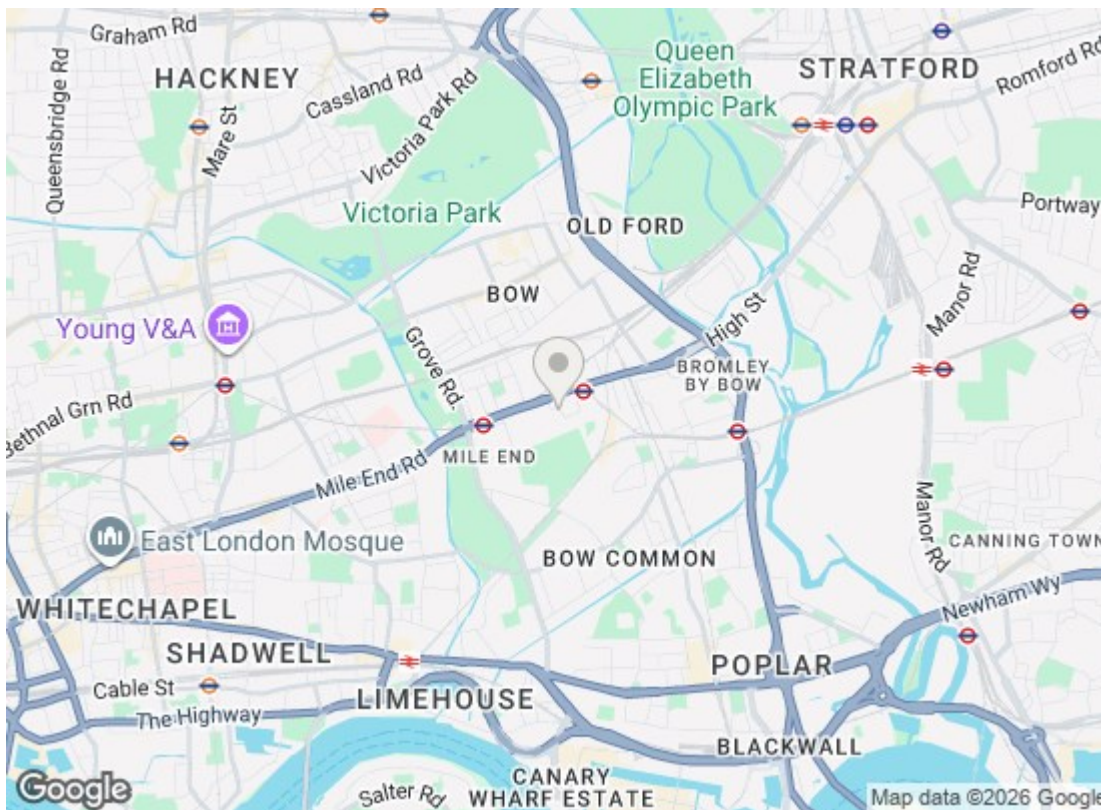 Graham Rd
HACKNEY
Cassland Rd
Queensbridge Rd
Mare St
Victoria Park Rd
Victoria Park
Queen
Elizabeth
Olympic Park
STRATFORD
Romford Rd
Portway
OLD FORD
Manor Rd
BOW
High St
Young V&A
Grove Rd.
BROMLEY
BY BOW
Bethnal Grn Rd
MILE END
Mile End Rd
East London Mosque
BOW COMMON
Manor Rd
CANNING TOWN
WHITECHAPEL
Newham Wy
SHADWELL
POPLAR
Cable St
LIMEHOUSE
The Highway
BLACKWALL
CANARY
WHARF ESTATE
Salter Rd
Google
Map data ©2026 Google